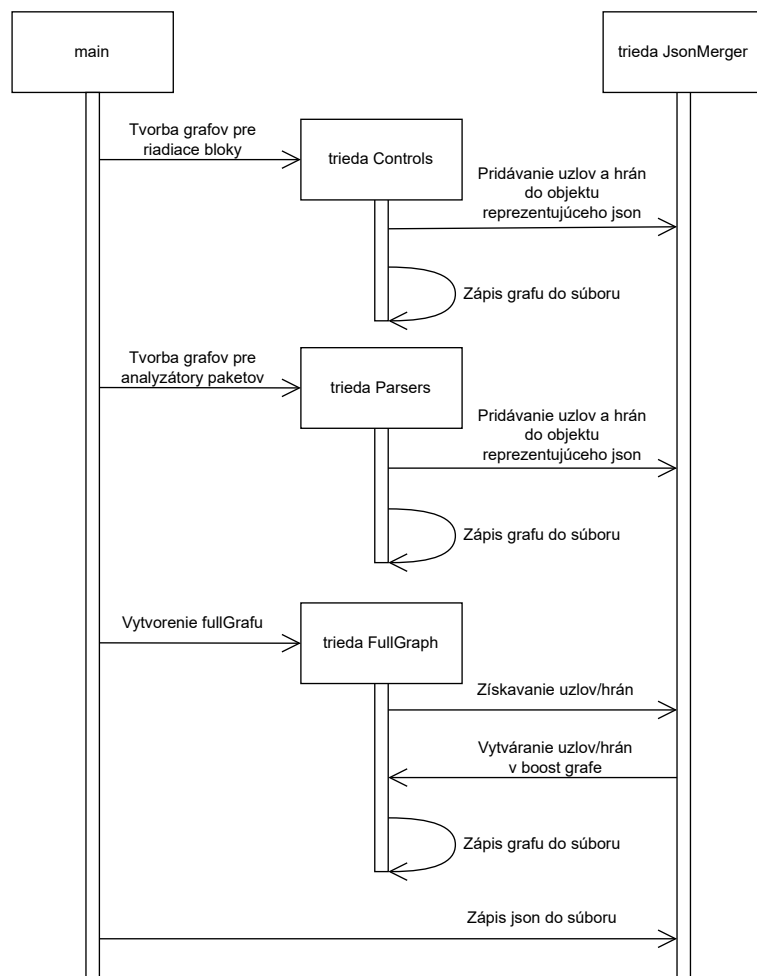 main
trieda JsonMerger
Tvorba grafov pre
riadiace bloky
trieda Controls
Pridávanie uzlov a hrán
do objektu
reprezentujúceho json
Zápis grafu do súboru
Tvorba grafov pre
analyzátory paketov
trieda Parsers
Pridávanie uzlov a hrán
do objektu
reprezentujúceho json
Zápis grafu do súboru
Vytvorenie fullGrafu
trieda FullGraph
Získavanie uzlov/hrán
Vytváranie uzlov/hrán
v boost grafe
Zápis grafu do súboru
Zápis json do súboru